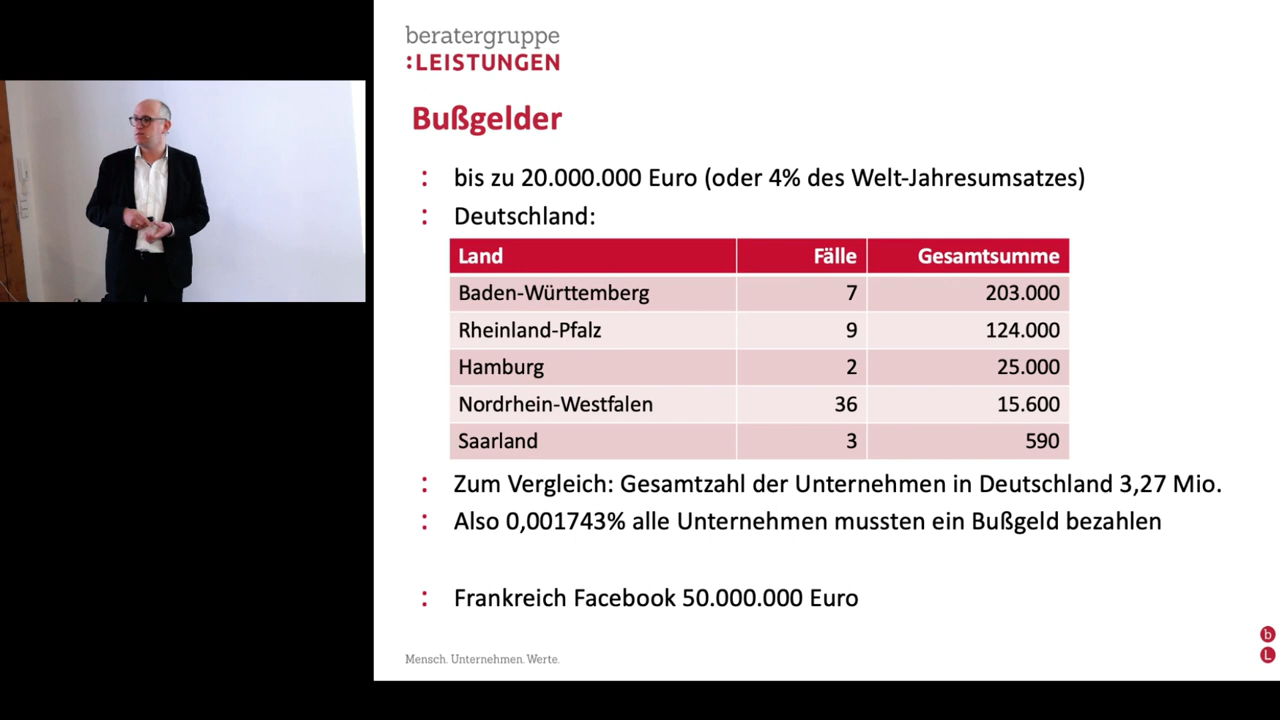 beratergruppe
:LEISTUNGEN
Bußgelder
: bis zu 20.000.000 Euro (oder 4% des Welt-Jahresumsatzes)
: Deutschland:
Land Fälle Gesamtsumme
Baden-Württemberg 7 203.000
Rheinland-Pfalz 9 124.000
Hamburg 2 25.000
Nordrhein-Westfalen 36 15.600
Saarland 3 590
: Zum Vergleich: Gesamtzahl der Unternehmen in Deutschland 3,27 Mio.
: Also 0,001743% alle Unternehmen mussten ein Bußgeld bezahlen
: Frankreich Facebook 50.000.000 Euro
Mensch. Unternehmen. Werte.
b
L